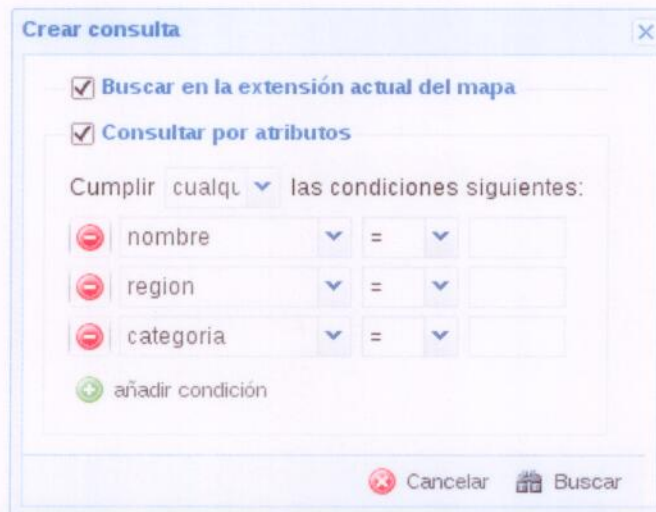 Crear consulta
Buscar en la extensión actual del mapa
Consultar por atributos
Cumplir cualqu las condiciones siguientes:
nombre =
region =
categoria =
añadir condición
Cancelar Buscar